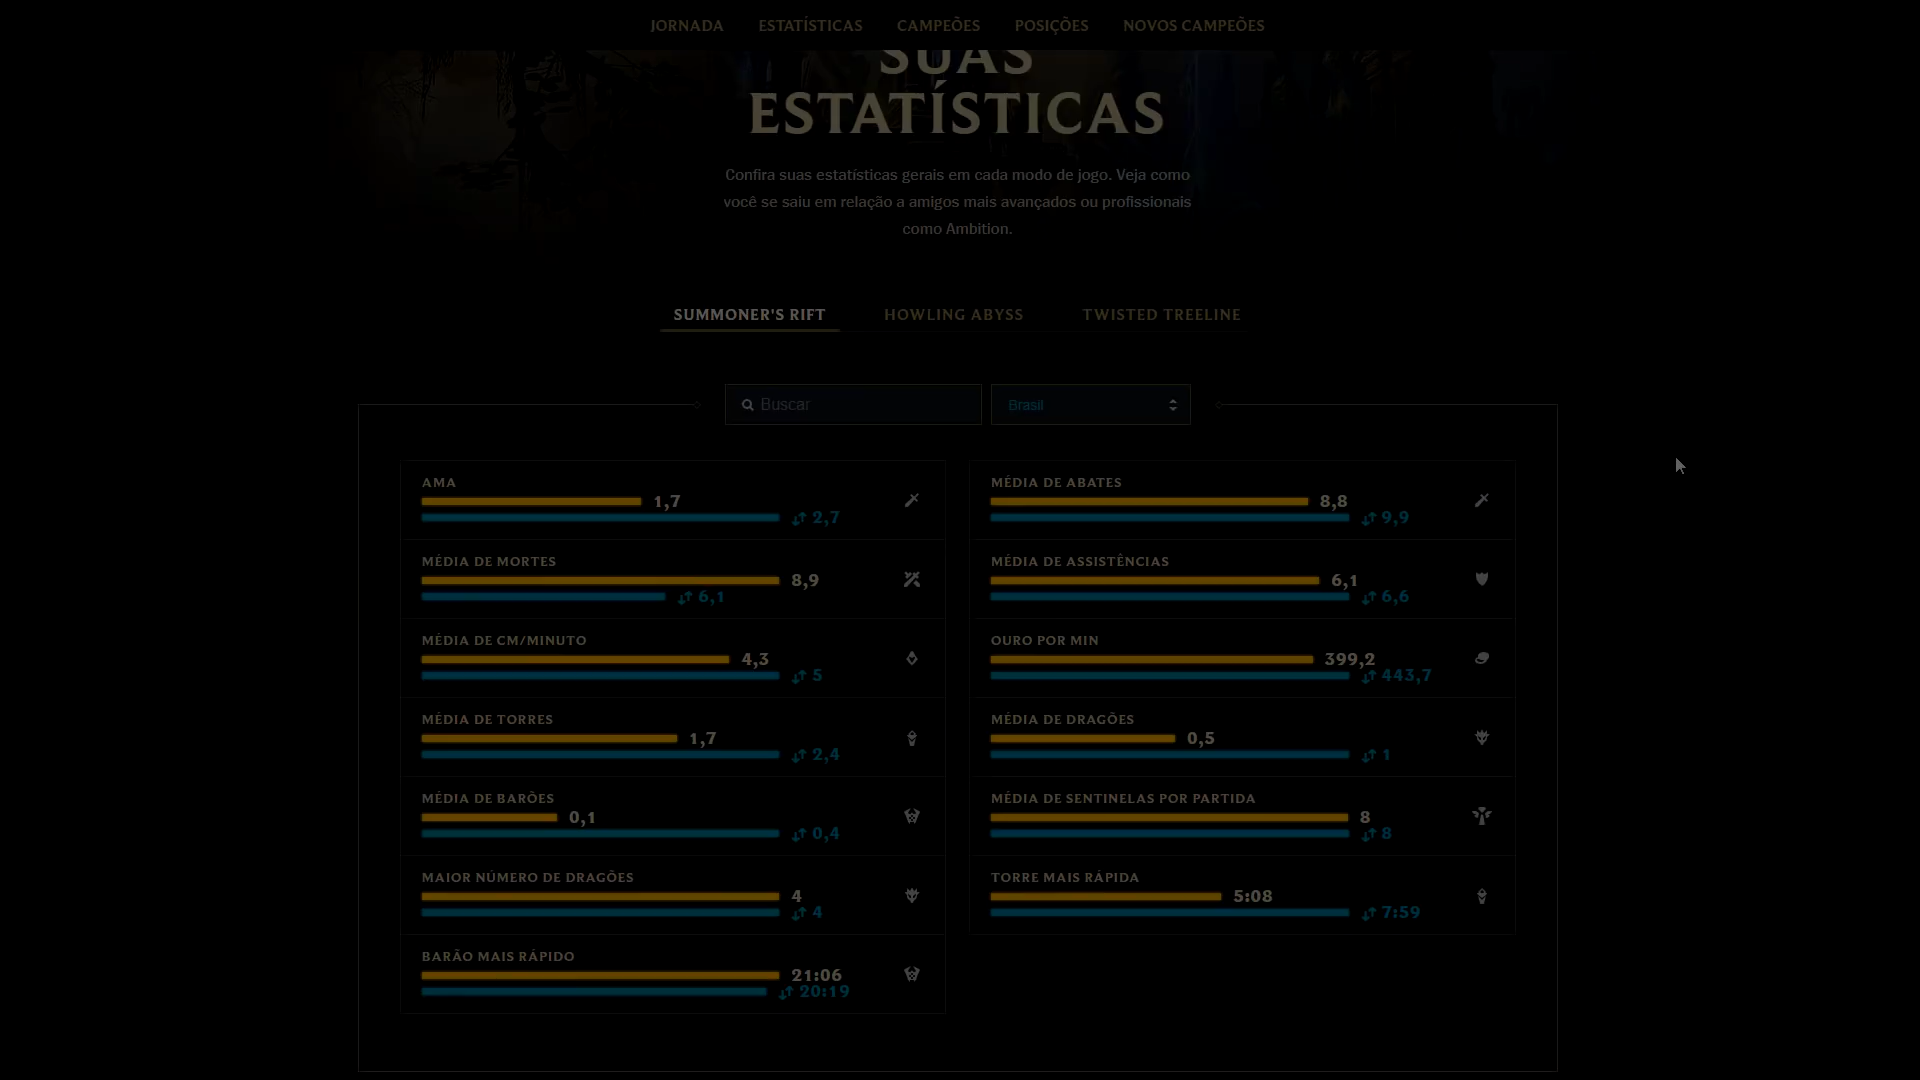 JORNADA ESTATÍSTICAS CAMPEÕES POSIÇÕES NOVOS CAMPEÕES
SUAS
ESTATÍSTICAS
Confira suas estatísticas gerais em cada modo de jogo. Veja como
você se saiu em relação a amigos mais avançados ou profissionais
como Ambition.
SUMMONER'S RIFT HOWLING ABYSS TWISTED TREELINE
Buscar Brasil
AMA
1,7
2,7
MÉDIA DE MORTES
8,9
6,1
MÉDIA DE CM/MINUTO
4,3
5
MÉDIA DE TORRES
1,7
2,4
MÉDIA DE BARÕES
0,1
0,4
MAIOR NÚMERO DE DRAGÕES
4
4
BARÃO MAIS RÁPIDO
21:06
20:19
MÉDIA DE ABATES
8,8
9,9
MÉDIA DE ASSISTÊNCIAS
6,1
6,6
OURO POR MIN
399,2
443,7
MÉDIA DE DRAGÕES
0,5
1
MÉDIA DE SENTINELAS POR PARTIDA
8
8
TORRE MAIS RÁPIDA
5:08
7:59